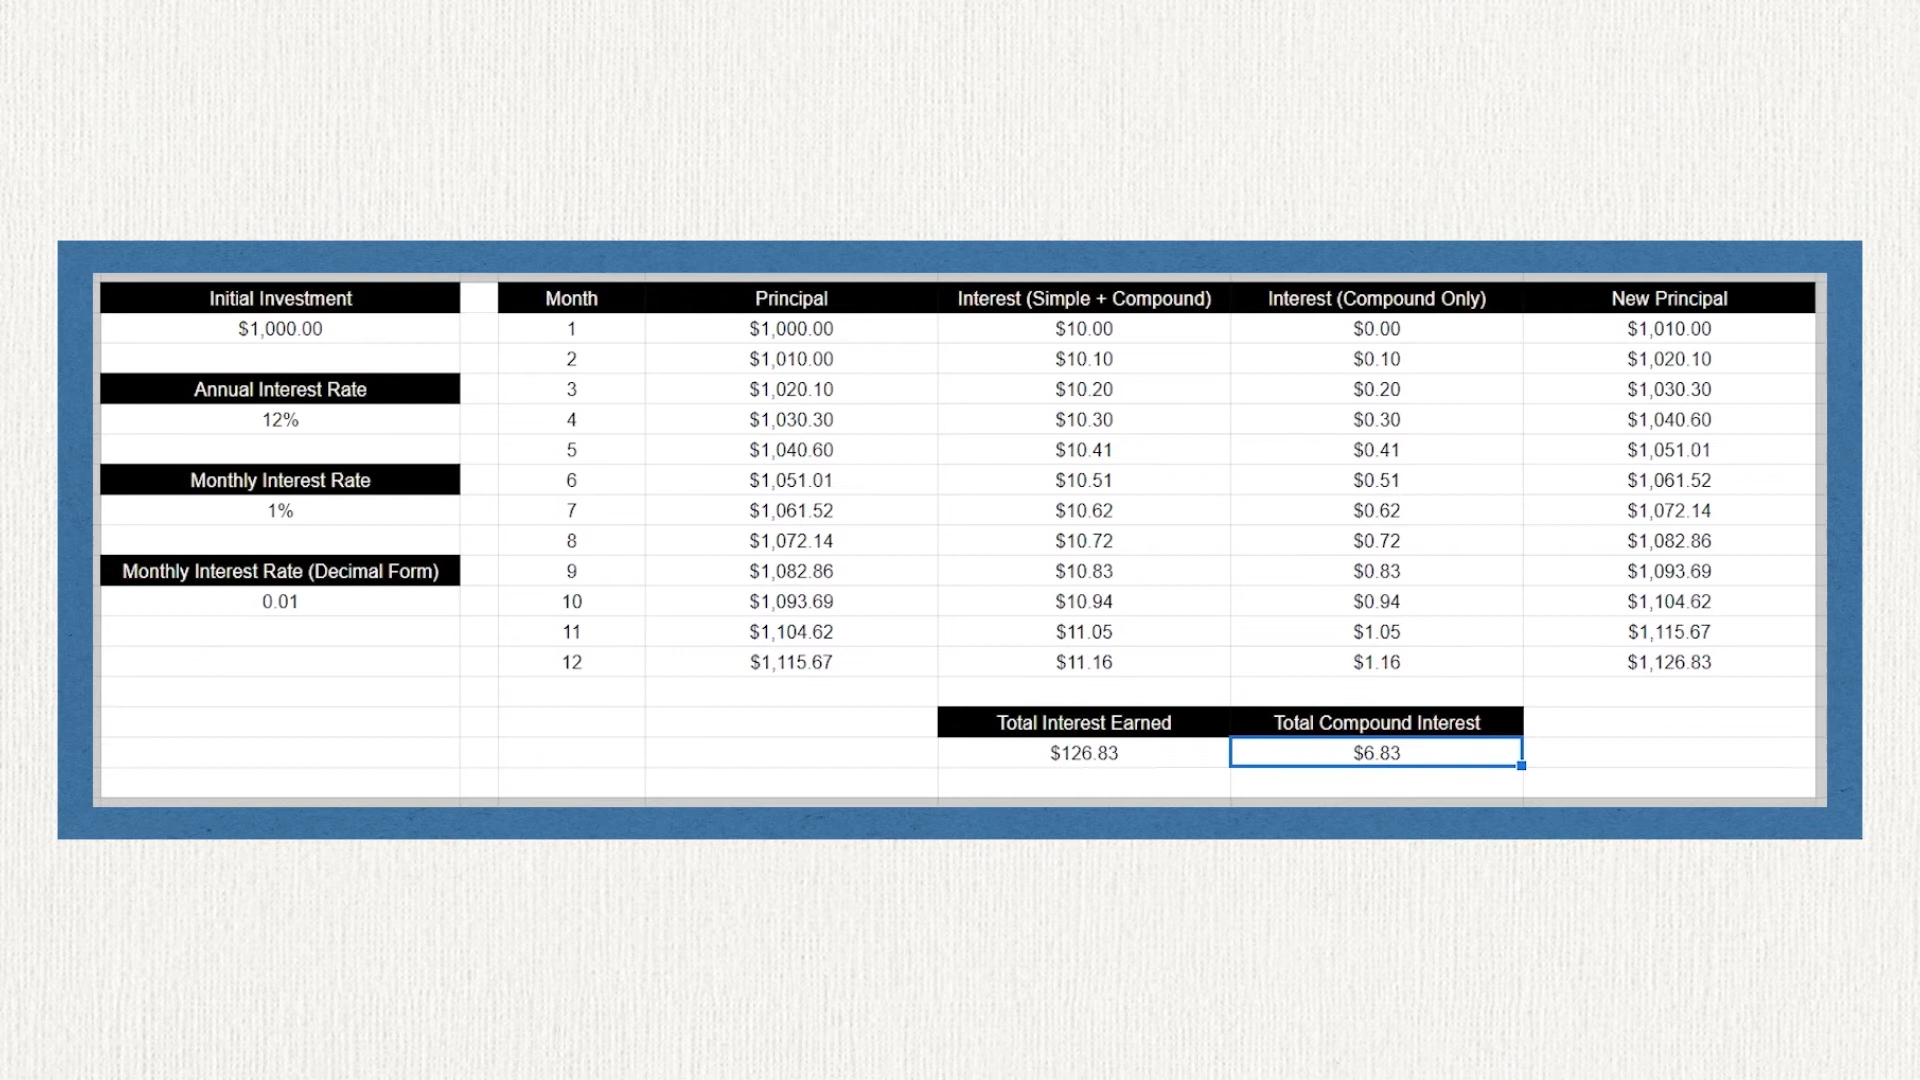 Initial Investment Month Principal Interest (Simple + Compound) Interest (Compound Only) New Principal
$1,000.00 1 $1,000.00 $10.00 $0.00 $1,010.00
2 $1,010.00 $10.10 $0.10 $1,020.10
Annual Interest Rate 3 $1,020.10 $10.20 $0.20 $1,030.30
12% 4 $1,030.30 $10.30 $0.30 $1,040.60
5 $1,040.60 $10.41 $0.41 $1,051.01
Monthly Interest Rate 6 $1,051.01 $10.51 $0.51 $1,061.52
1% 7 $1,061.52 $10.62 $0.62 $1,072.14
8 $1,072.14 $10.72 $0.72 $1,082.86
Monthly Interest Rate (Decimal Form) 9 $1,082.86 $10.83 $0.83 $1,093.69
0.01 10 $1,093.69 $10.94 $0.94 $1,104.62
11 $1,104.62 $11.05 $1.05 $1,115.67
12 $1,115.67 $11.16 $1.16 $1,126.83
Total Interest Earned Total Compound Interest
$126.83 $6.83